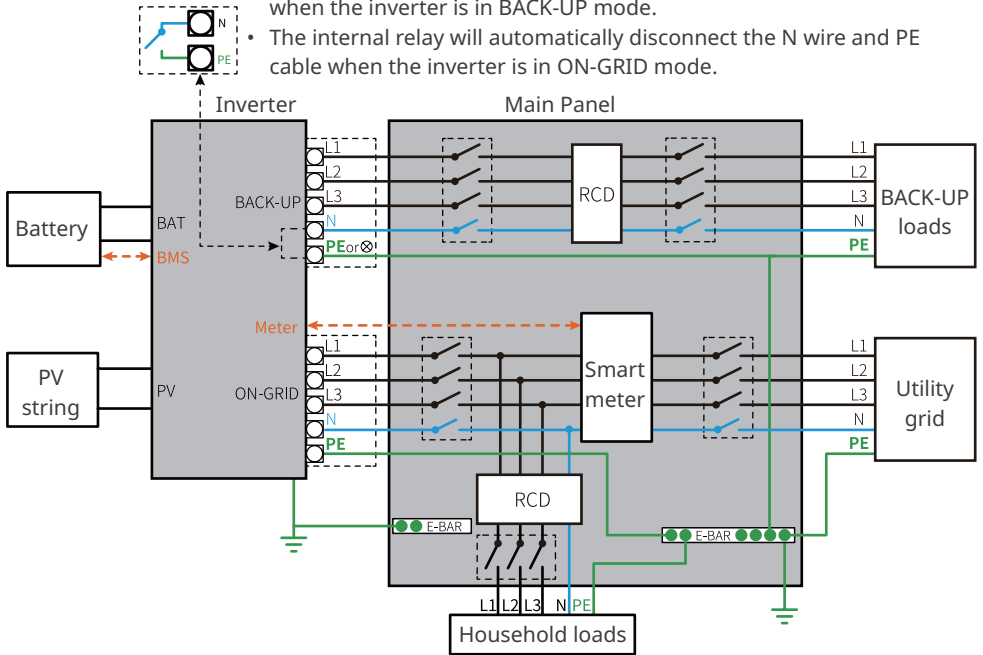 when the inverter is in BACK-UP mode.
N
• The internal relay will automatically disconnect the N wire and PE
PE
cable when the inverter is in ON-GRID mode.
Inverter
Main Panel
L1
L1
L2
L2
BACK-UP
L3
RCD
L3
BACK-UP
loads
Battery
BAT
N
N
PEor⊗
PE
BMS
Meter
L1
L1
PV
string
PV
L2
Smart
meter
L2
Utility
grid
ON-GRID
L3
L3
N
N
PE
PE
RCD
E-BAR
E-BAR
L1 L2 L3 N PE
Household loads